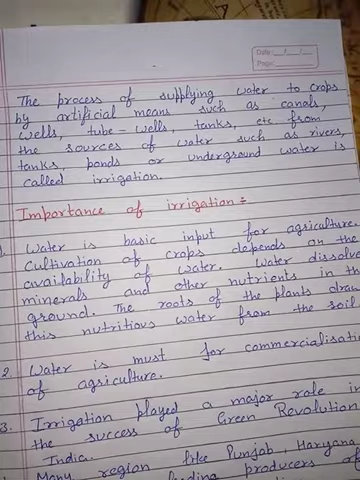 Date: __/__/__
Page:
The process of supplying water to crops
by artificial means such as canals,
wells, tube-wells, tanks, etc from
the sources of water such as rivers,
tanks, ponds or underground water is
called irrigation.
Importance of irrigation :-
1. Water is basic input for agriculture.
Cultivation of crops depends on the
availability of water. Water dissolve
minerals and other nutrients in the
ground. The roots of the plants draw
this nutritious water from the soil
2. Water is must for commercialisati
of agriculture.
3. Irrigation played a major role in
the success of Green Revolution
India.
Many region like Punjab, Haryana
leading producers of